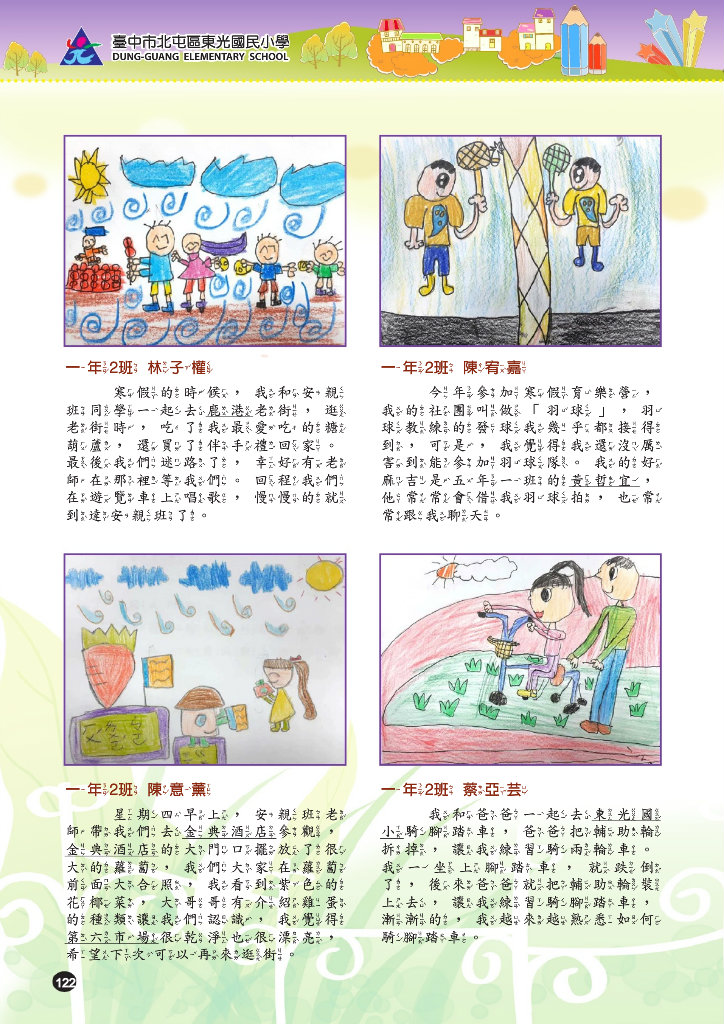 臺中市北屯區東光國民小學
DUNG-GUANG ELEMENTARY SCHOOL
一年2班 林子權
寒假的時候，我和安親
班同學一起去鹿港老街，逛
老街時，吃了我最愛吃的糖
葫蘆，還買了伴手禮回家。
最後我們迷路了，幸好有老
師在那裡等我們。回程我們
在遊覽車上唱歌，慢慢的就
到達安親班了。
一年2班 陳宥嘉
今年參加寒假育樂營，
我的社團叫做「羽球」，羽
球教練的發球我幾乎都接得
到，可是，我覺得我還沒厲
害到能參加羽球隊。我的好
麻吉是五年一班的黃哲宜，
他常常會借我羽球拍，也常
常跟我聊天。
一年2班 陳意薰
星期四早上，安親班老
師帶我們去金典酒店參觀，
金典酒店的大門口擺放了很
大的蘿蔔，我們大家在蘿蔔
前面大合照，我看到紫色的
花椰菜，大哥哥有介紹雞蛋
的種類讓我們認識，我覺得
第六市場很乾淨也很漂亮，
希望下次可以再來逛街。
一年2班 蔡亞芸
我和爸爸一起去東光國
小騎腳踏車，爸爸把輔助輪
拆掉，讓我練習騎兩輪車。
我一坐上腳踏車，就跌倒
了，後來爸爸就把輔助輪裝
上去，讓我練習騎腳踏車，
漸漸的，我越來越熟悉如何
騎腳踏車。
122